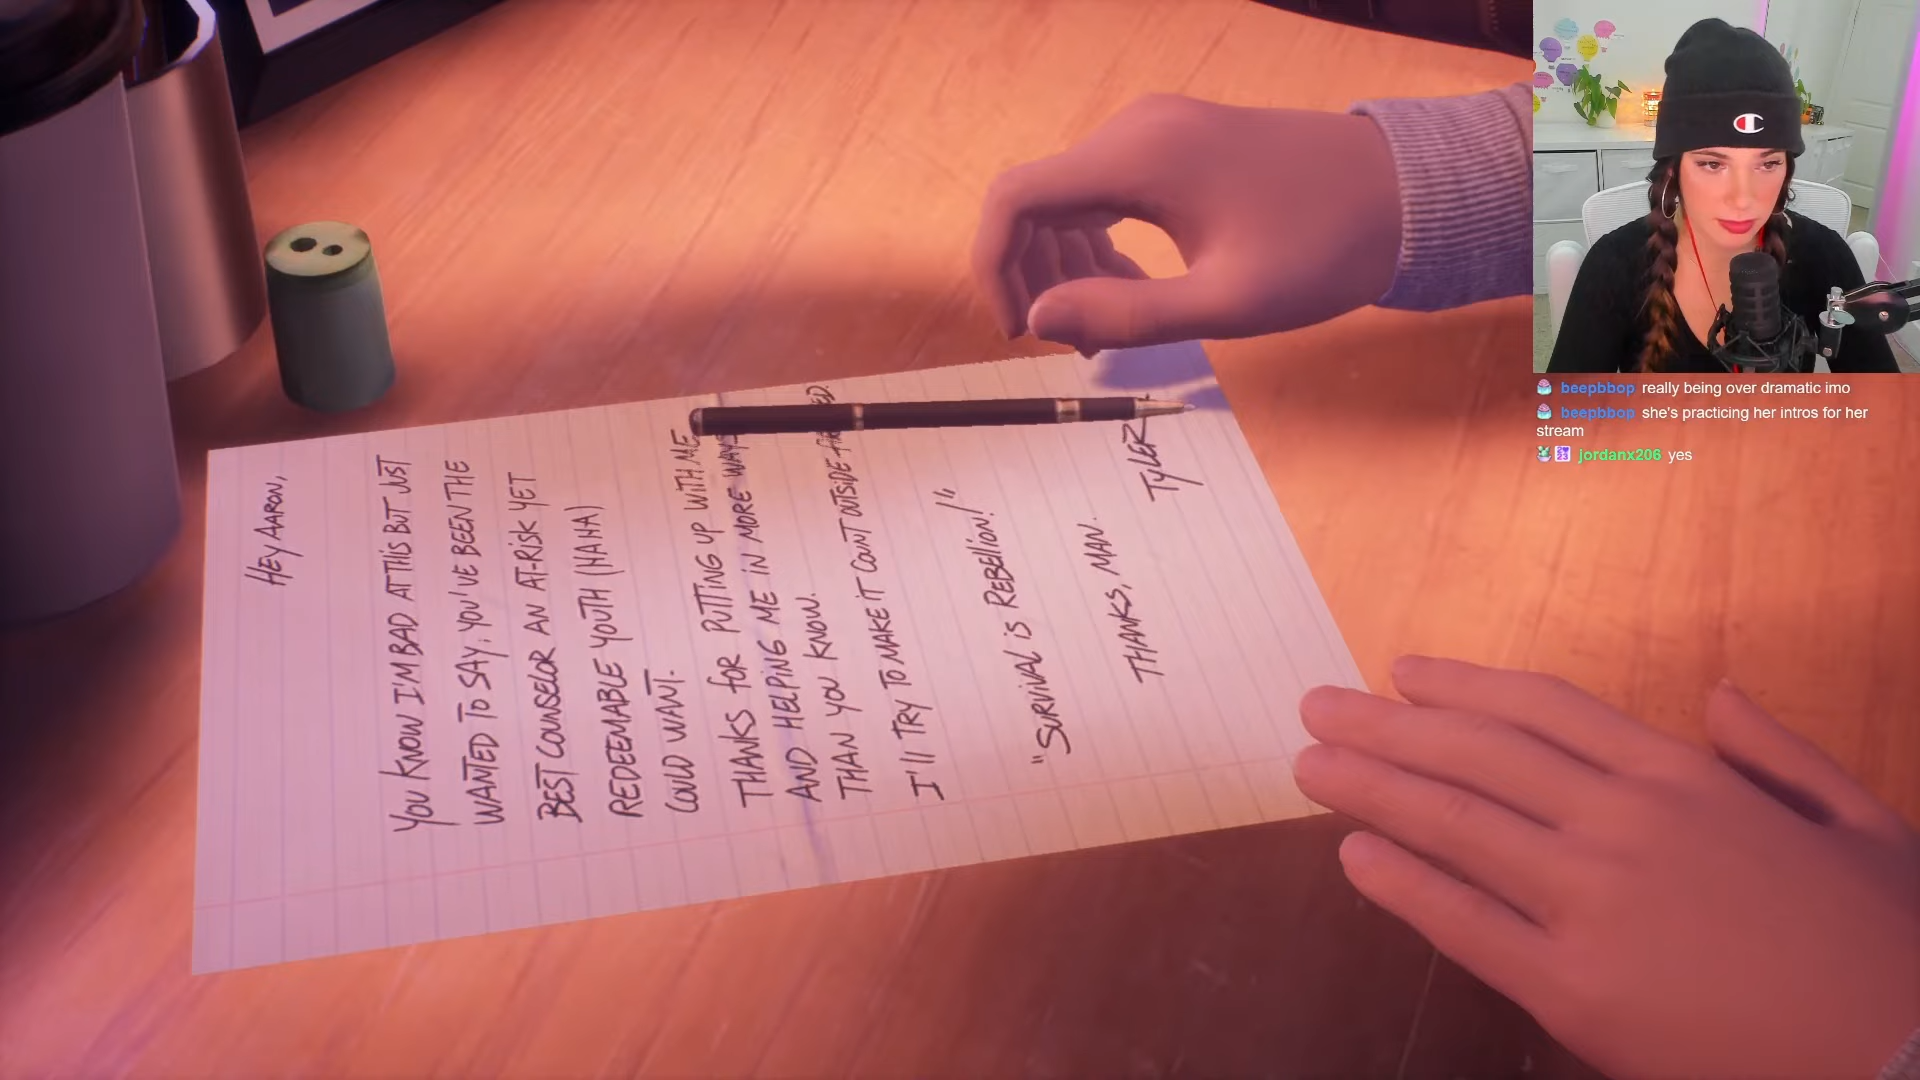 HEY AARON,
YOU KNOW I'M BAD AT THIS BUT JUST
WANTED TO SAY; YOU'VE BEEN THE
BEST COUNSELOR AN AT-RISK YET
REDEEMABLE YOUTH (HAHA)
COULD WANT.
THANKS FOR PUTTING UP WITH ME
AND HELPING ME IN MORE WAYS
THAN YOU KNOW.
I'll TRY TO MAKE IT COUNT OUTSIDE
"SURVIVAL IS REBELLION!"
THANKS, MAN.
TYLER
beepbbop really being over dramatic imo
beepbbop she's practicing her intros for her
stream
jordanx206 yes